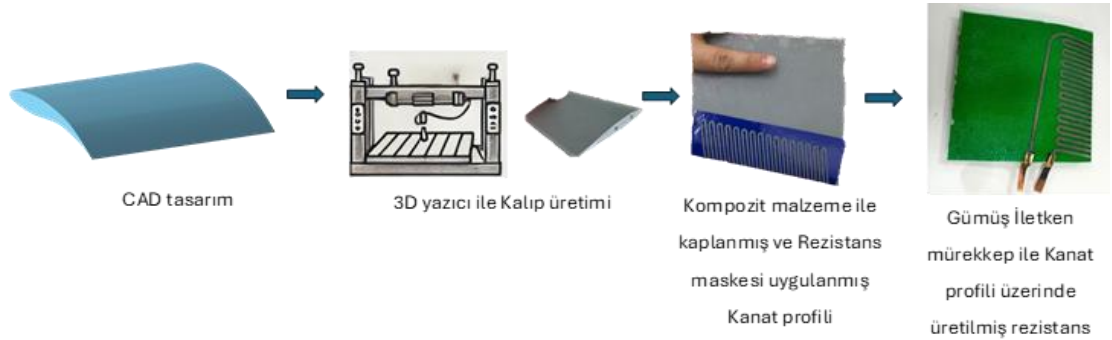 CAD tasarım
3D yazıcı ile Kalıp üretimi
Kompozit malzeme ile
kaplanmış ve Rezistans
maskesi uygulanmış
Kanat profili
Gümüş İletken
mürekkep ile Kanat
profili üzerinde
üretilmiş rezistans